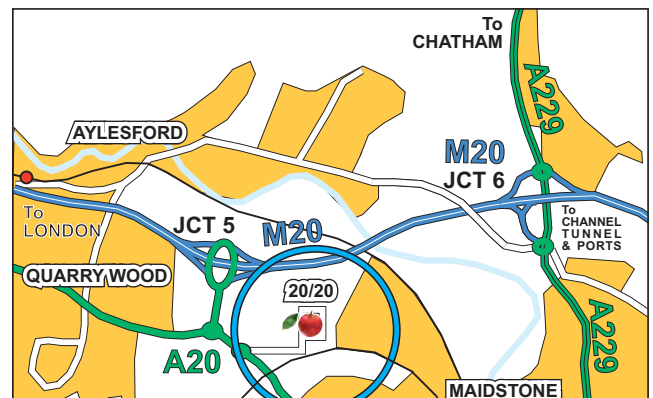 To
CHATHAM
A229
AYLESFORD
M20
JCT 6
To
LONDON
JCT 5
M20
To
CHANNEL
TUNNEL
& PORTS
QUARRY WOOD
20/20
A20
A229
MAIDSTONE